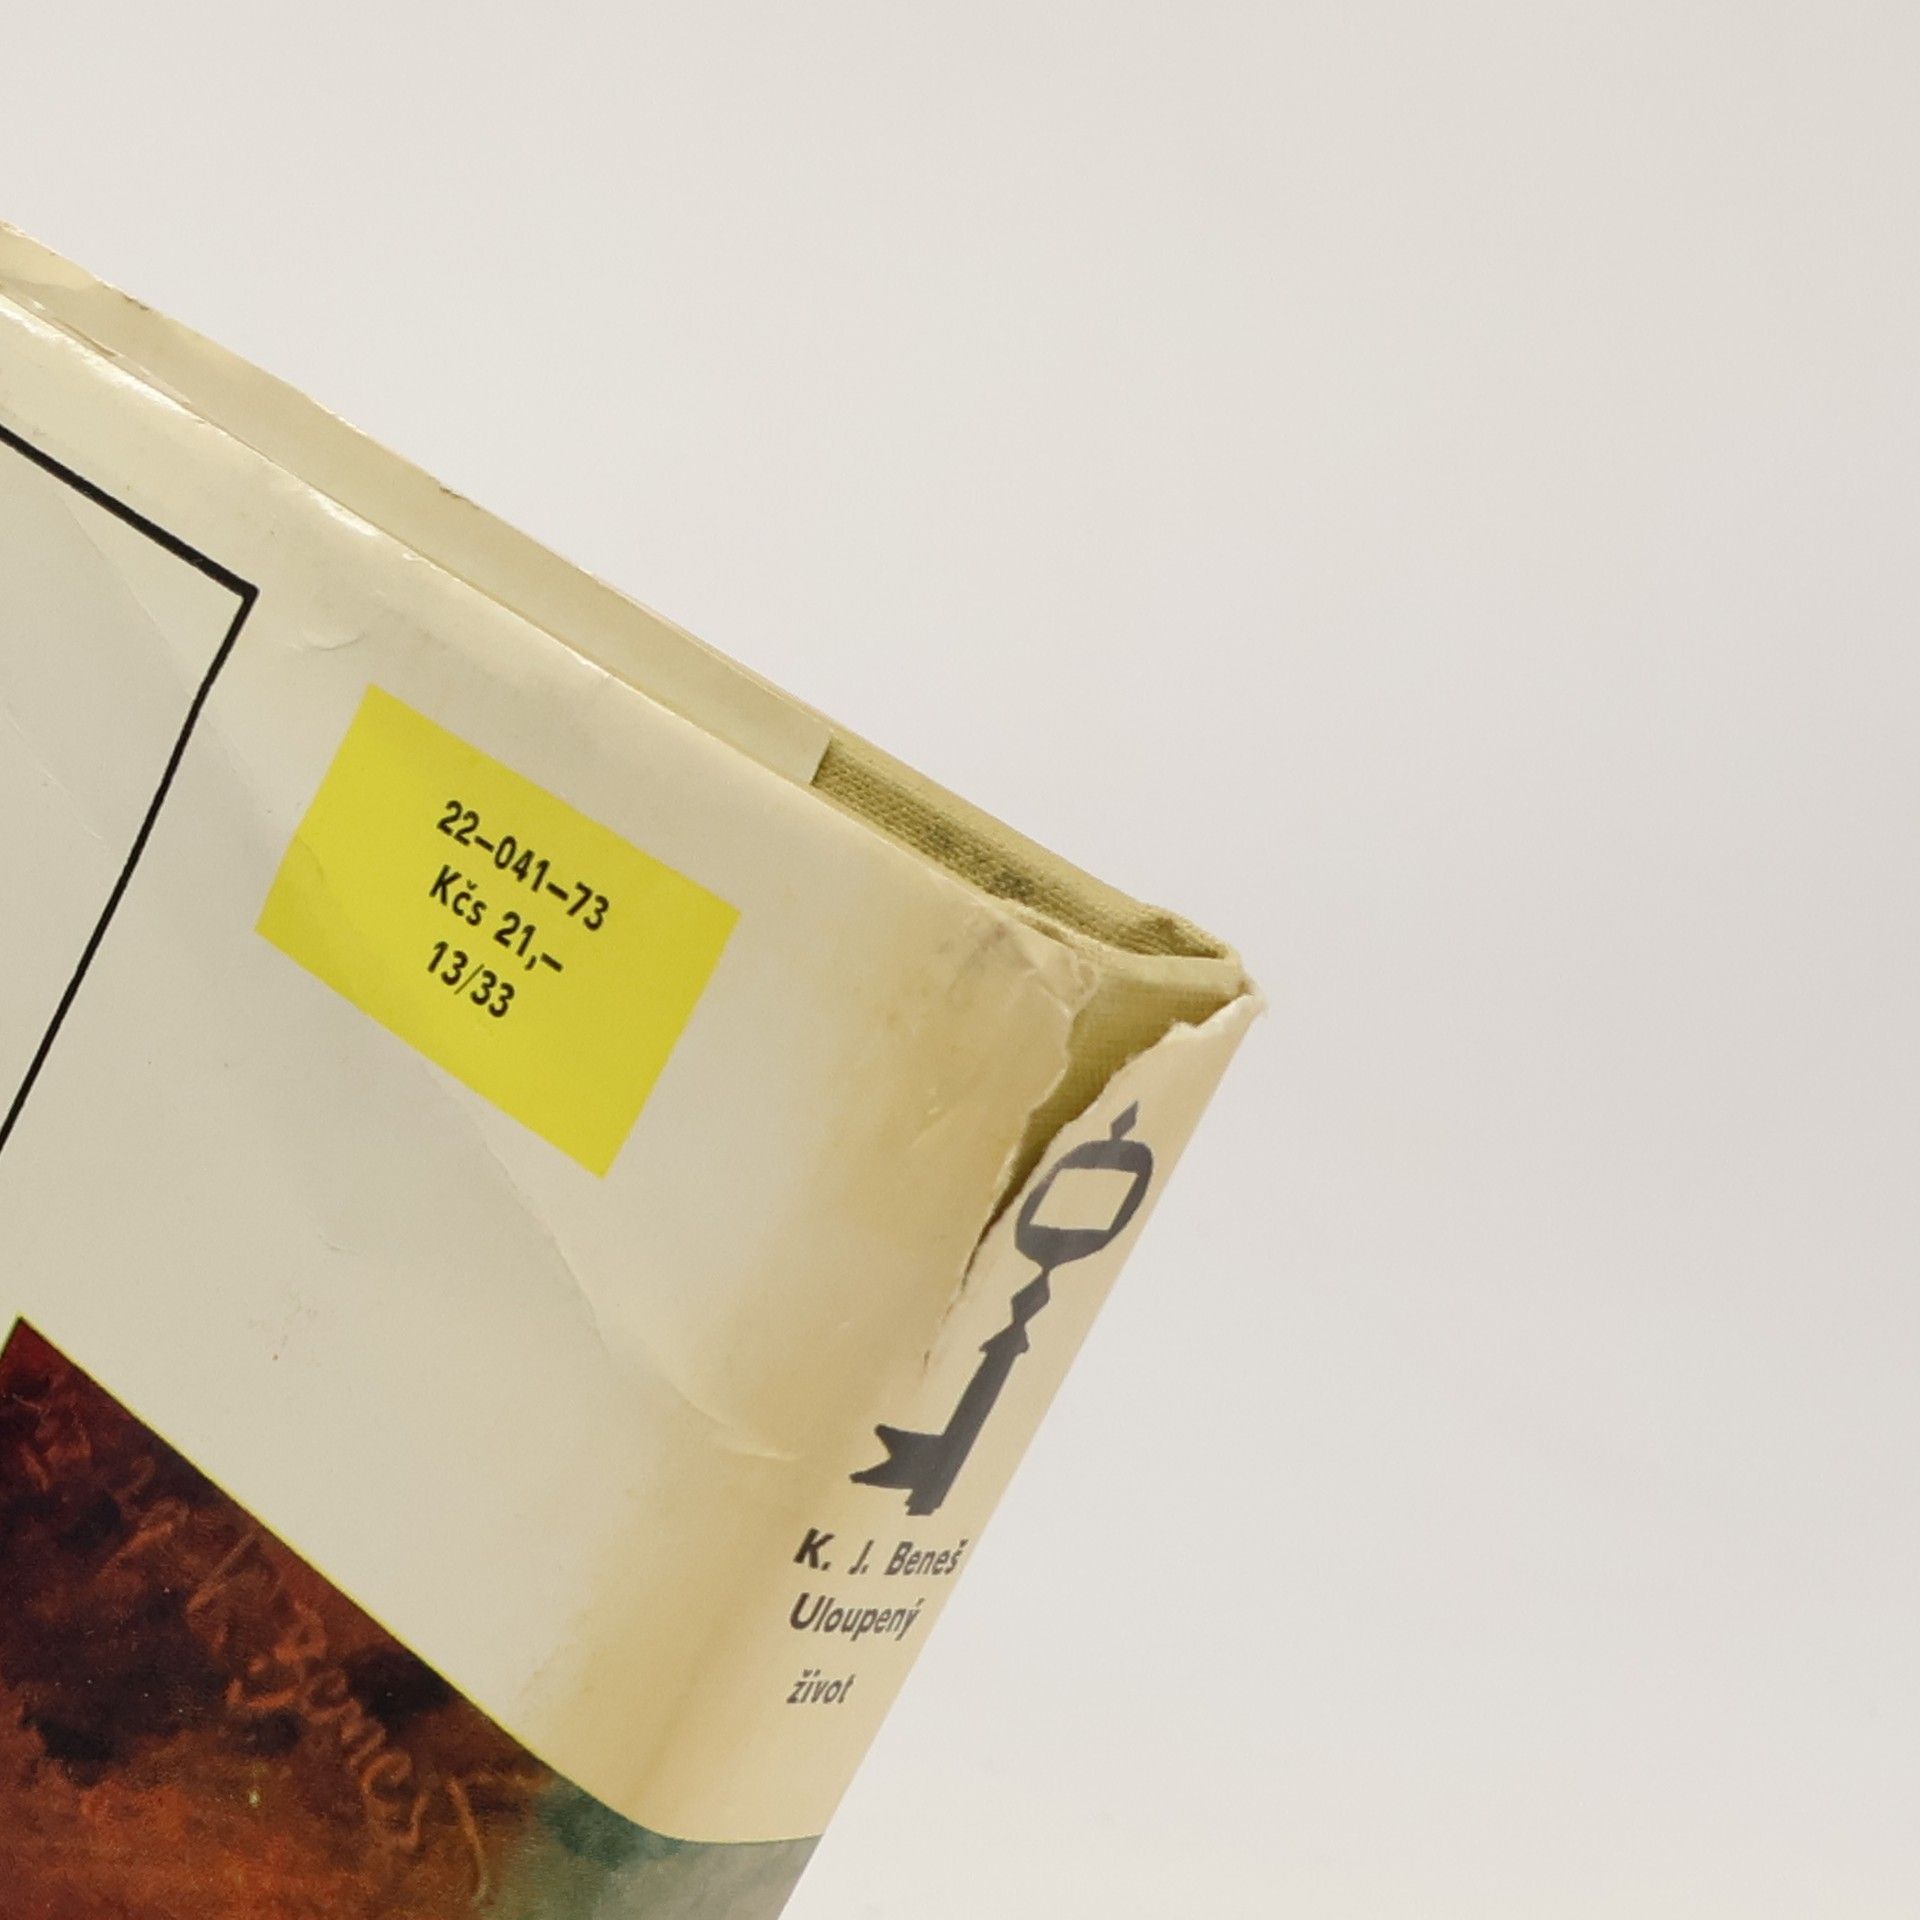 22–041–73
Kčs 21,–
13/33
K. J. Beneš
Uloupený
život